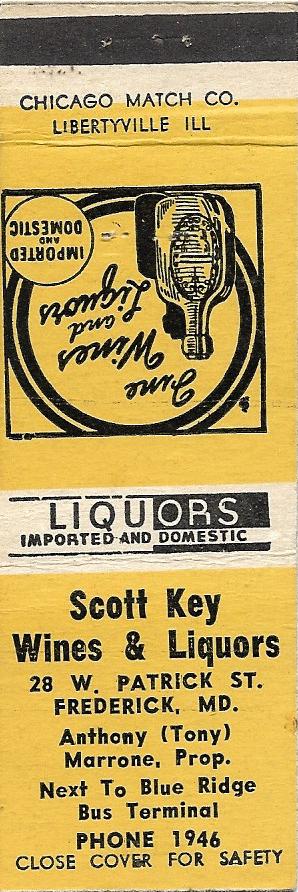 CHICAGO MATCH CO.
LIBERTYVILLE ILL
Fine
Wines
and
Liquors
IMPORTED
AND
DOMESTIC
LIQUORS
IMPORTED AND DOMESTIC
Scott Key
Wines & Liquors
28 W. PATRICK ST.
FREDERICK, MD.
Anthony (Tony)
Marrone, Prop.
Next To Blue Ridge
Bus Terminal
PHONE 1946
CLOSE COVER FOR SAFETY